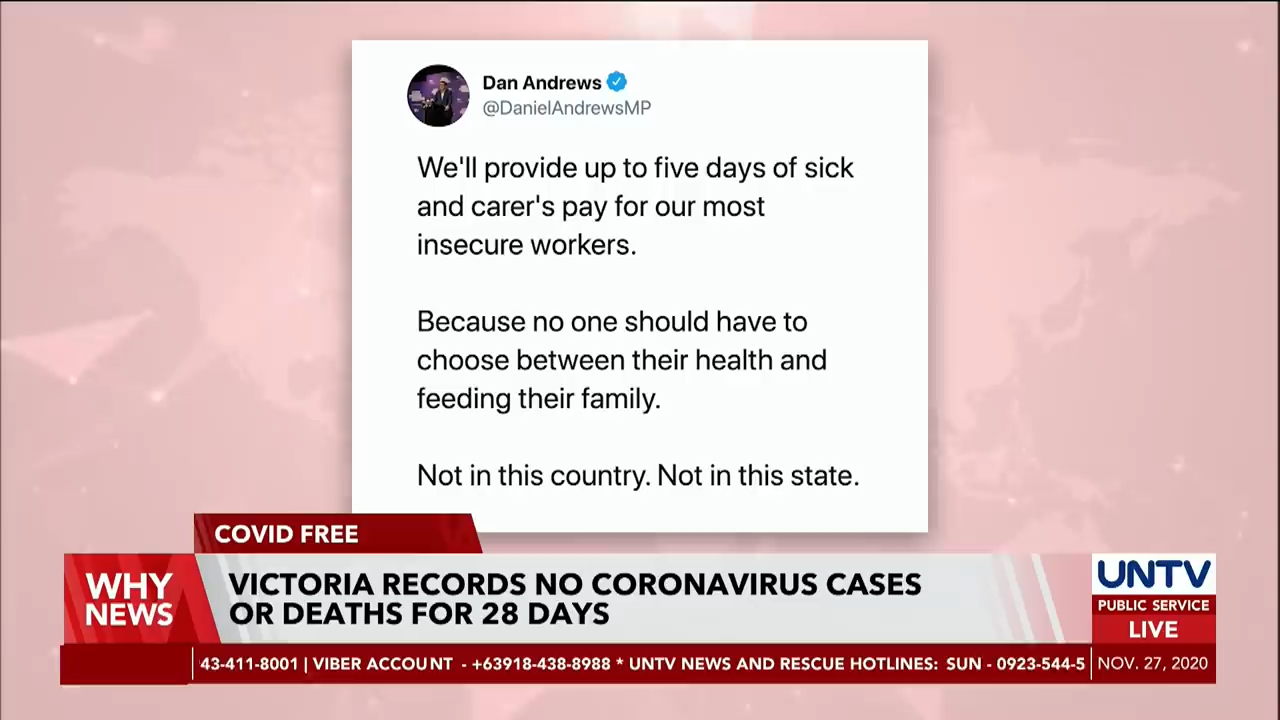 Dan Andrews
@DanielAndrewsMP
We'll provide up to five days of sick
and carer's pay for our most
insecure workers.
Because no one should have to
choose between their health and
feeding their family.
Not in this country. Not in this state.
COVID FREE
WHY
NEWS
VICTORIA RECORDS NO CORONAVIRUS CASES
OR DEATHS FOR 28 DAYS
UNTV
PUBLIC SERVICE
LIVE
43-411-8001 | VIBER ACCOUNT - +63918-438-8988 * UNTV NEWS AND RESCUE HOTLINES: SUN - 0923-544-5
NOV. 27, 2020